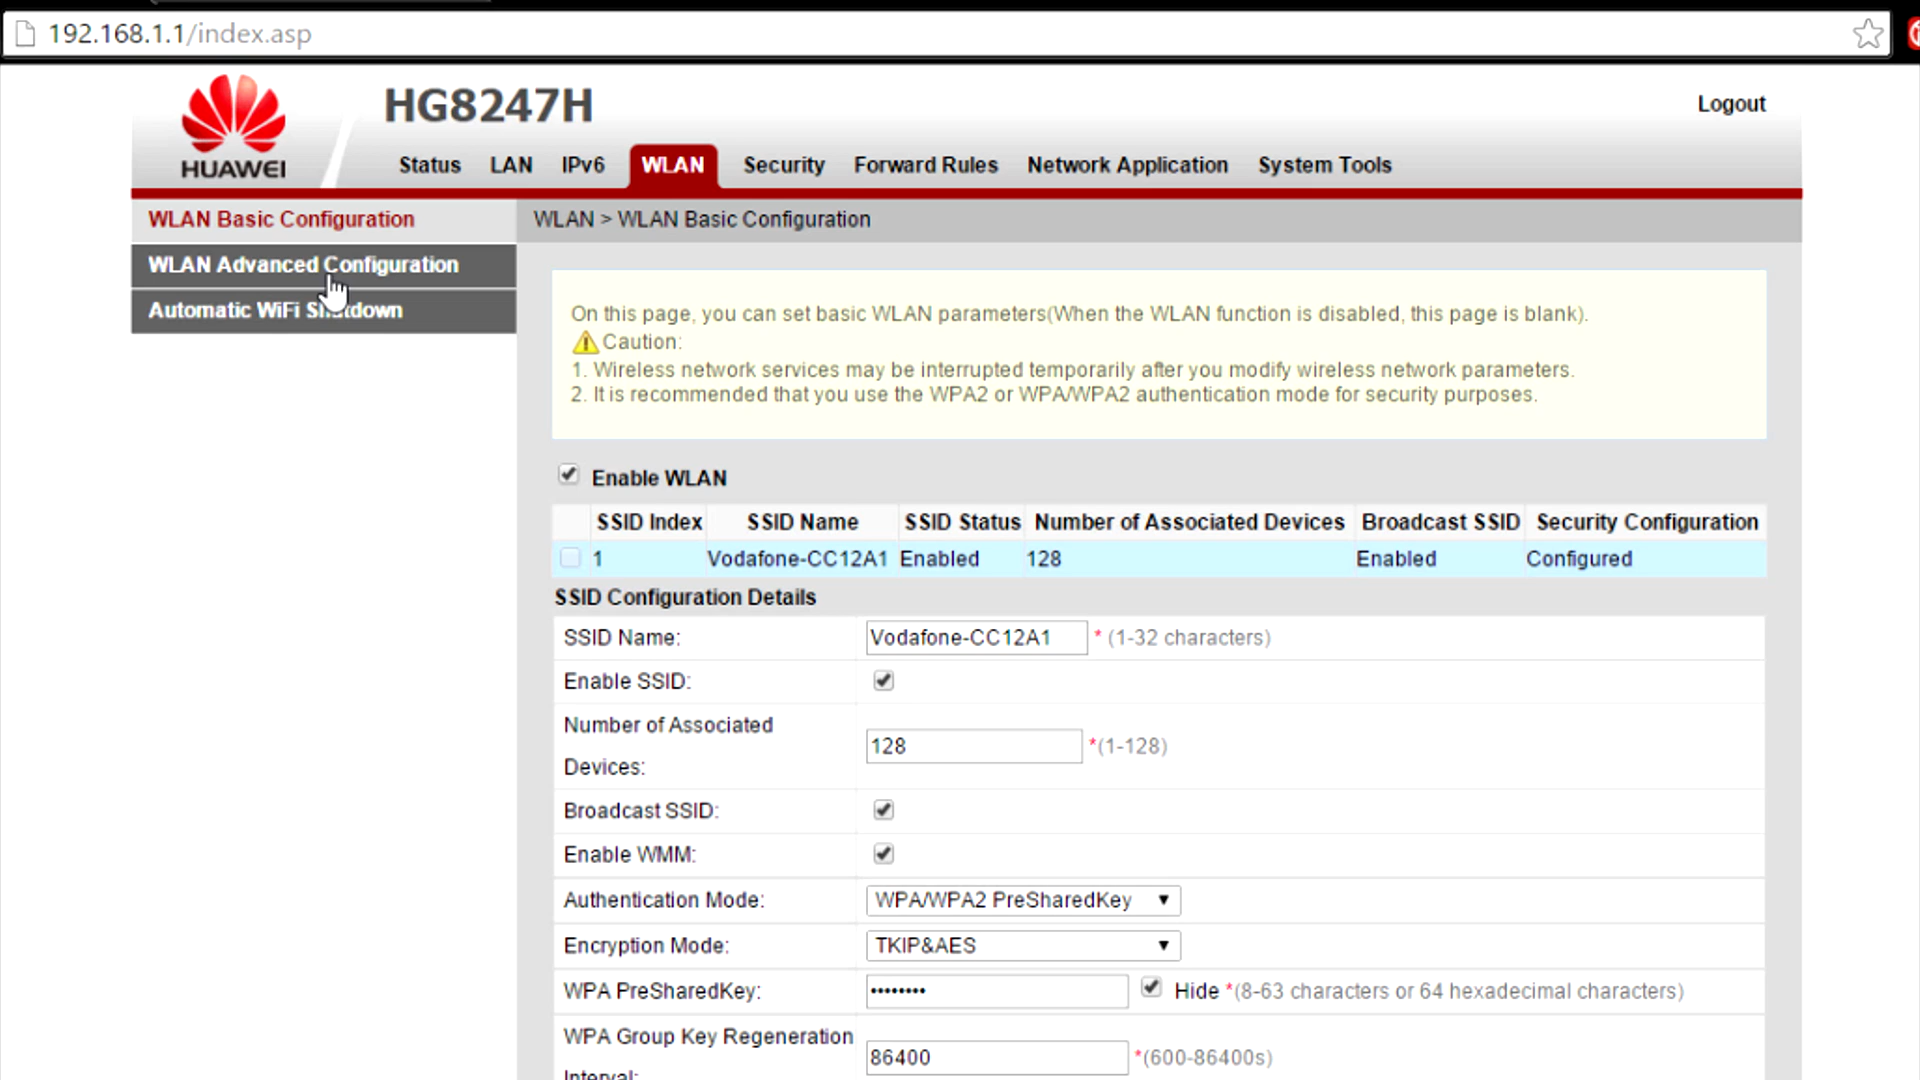 192.168.1.1/index.asp
HUAWEI
HG8247H
Logout
Status LAN IPv6 WLAN Security Forward Rules Network Application System Tools
WLAN Basic Configuration
WLAN Advanced Configuration
Automatic WiFi Shutdown
WLAN > WLAN Basic Configuration
On this page, you can set basic WLAN parameters(When the WLAN function is disabled, this page is blank).
Caution:
1. Wireless network services may be interrupted temporarily after you modify wireless network parameters.
2. It is recommended that you use the WPA2 or WPA/WPA2 authentication mode for security purposes.
Enable WLAN
SSID Index SSID Name SSID Status Number of Associated Devices Broadcast SSID Security Configuration
1 Vodafone-CC12A1 Enabled 128 Enabled Configured
SSID Configuration Details
SSID Name: Vodafone-CC12A1 * (1-32 characters)
Enable SSID:
Number of Associated
Devices: 128 *(1-128)
Broadcast SSID:
Enable WMM:
Authentication Mode: WPA/WPA2 PreSharedKey
Encryption Mode: TKIP&AES
WPA PreSharedKey: •••••••• Hide *(8-63 characters or 64 hexadecimal characters)
WPA Group Key Regeneration
Interval: 86400 *(600-86400s)